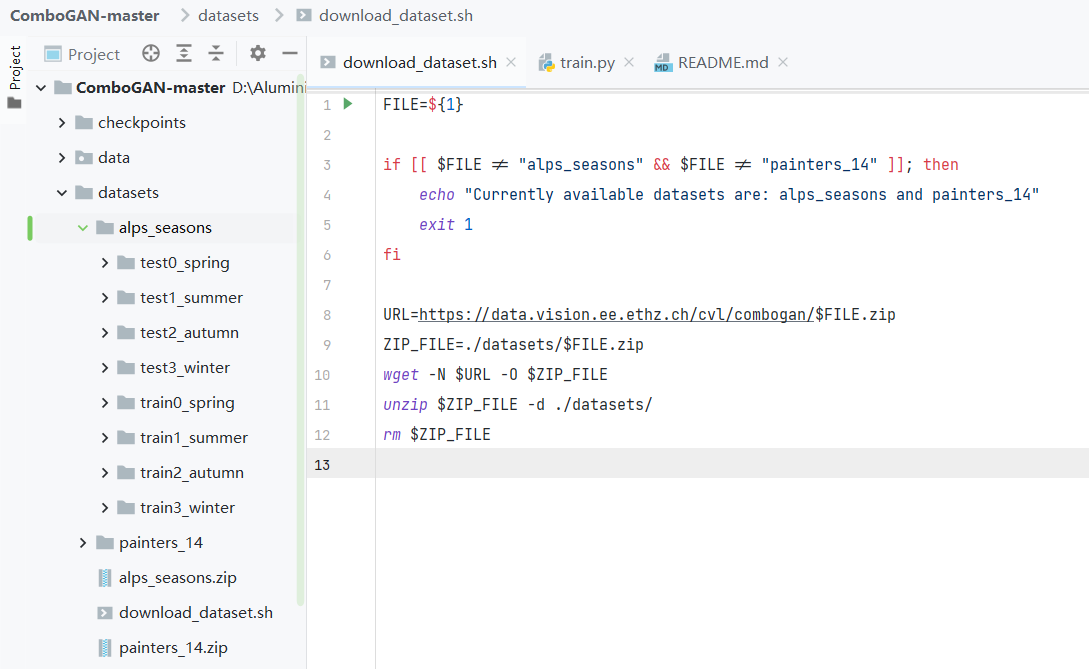 ComboGAN-master datasets download_dataset.sh
Project
Project
download_dataset.sh train.py README.md
ComboGAN-master D:\Alumini
checkpoints
data
datasets
alps_seasons
test0_spring
test1_summer
test2_autumn
test3_winter
train0_spring
train1_summer
train2_autumn
train3_winter
painters_14
alps_seasons.zip
download_dataset.sh
painters_14.zip
1 FILE=${1}
2
3 if [[ $FILE != "alps_seasons" && $FILE != "painters_14" ]]; then
4 echo "Currently available datasets are: alps_seasons and painters_14"
5 exit 1
6 fi
7
8 URL=https://data.vision.ee.ethz.ch/cvl/combogan/$FILE.zip
9 ZIP_FILE=./datasets/$FILE.zip
10 wget -N $URL -O $ZIP_FILE
11 unzip $ZIP_FILE -d ./datasets/
12 rm $ZIP_FILE
13